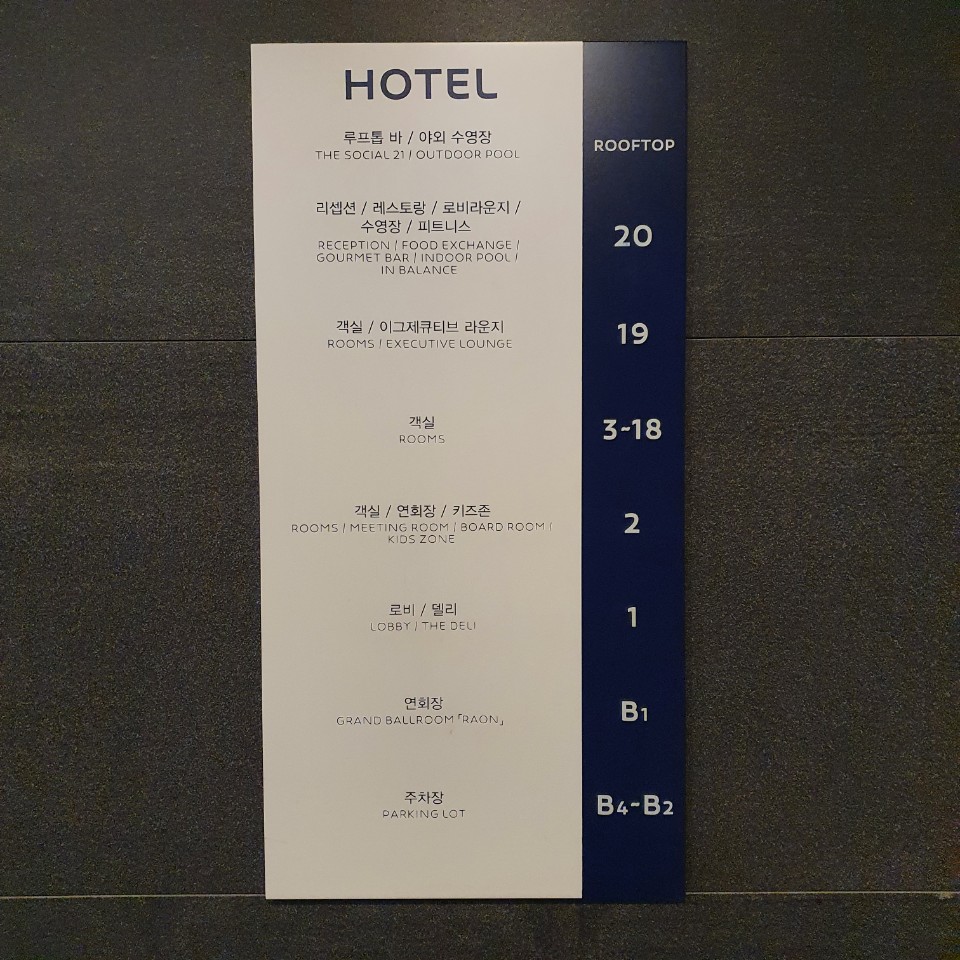 HOTEL
루프톱 바 / 야외 수영장
THE SOCIAL 21 / OUTDOOR POOL
ROOFTOP
리셉션 / 레스토랑 / 로비라운지 /
수영장 / 피트니스
RECEPTION / FOOD EXCHANGE /
GOURMET BAR / INDOOR POOL /
IN BALANCE
20
객실 / 이그제큐티브 라운지
ROOMS / EXECUTIVE LOUNGE
19
객실
ROOMS
3~18
객실 / 연회장 / 키즈존
ROOMS / MEETING ROOM / BOARD ROOM /
KIDS ZONE
2
로비 / 델리
LOBBY / THE DELI
1
연회장
GRAND BALLROOM「RAON」
B1
주차장
PARKING LOT
B4~B2